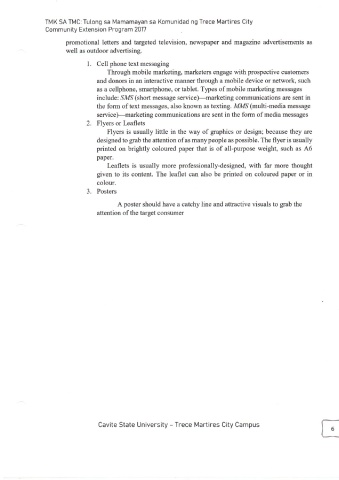 TMK SA TMC: Tulong sa Mamamayan sa Komunidad ng Trece Martires City
Community Extension Program 2017
promotional letters and targeted television, newspaper and magazine advertisements as
well as outdoor advertising.
1. Cell phone text messaging
Through mobile marketing, marketers engage with prospective customers
and donors in an interactive manner through a mobile device or network, such
as a cellphone, smartphone, or tablet. Types of mobile marketing messages
include: SMS (short message service)—marketing communications are sent in
the form of text messages, also known as texting. MMS (multi-media message
service)—marketing communications are sent in the form of media messages
2. Flyers or Leaflets
Flyers is usually little in the way of graphics or design; because they are
designed to grab the attention of as many people as possible. The flyer is usually
printed on brightly coloured paper that is of all-purpose weight, such as A6
paper.
Leaflets is usually more professionally-designed, with far more thought
given to its content. The leaflet can also be printed on coloured paper or in
colour.
3. Posters
A poster should have a catchy line and attractive visuals to grab the
attention of the target consumer
Cavite State University – Trece Martires City Campus
6